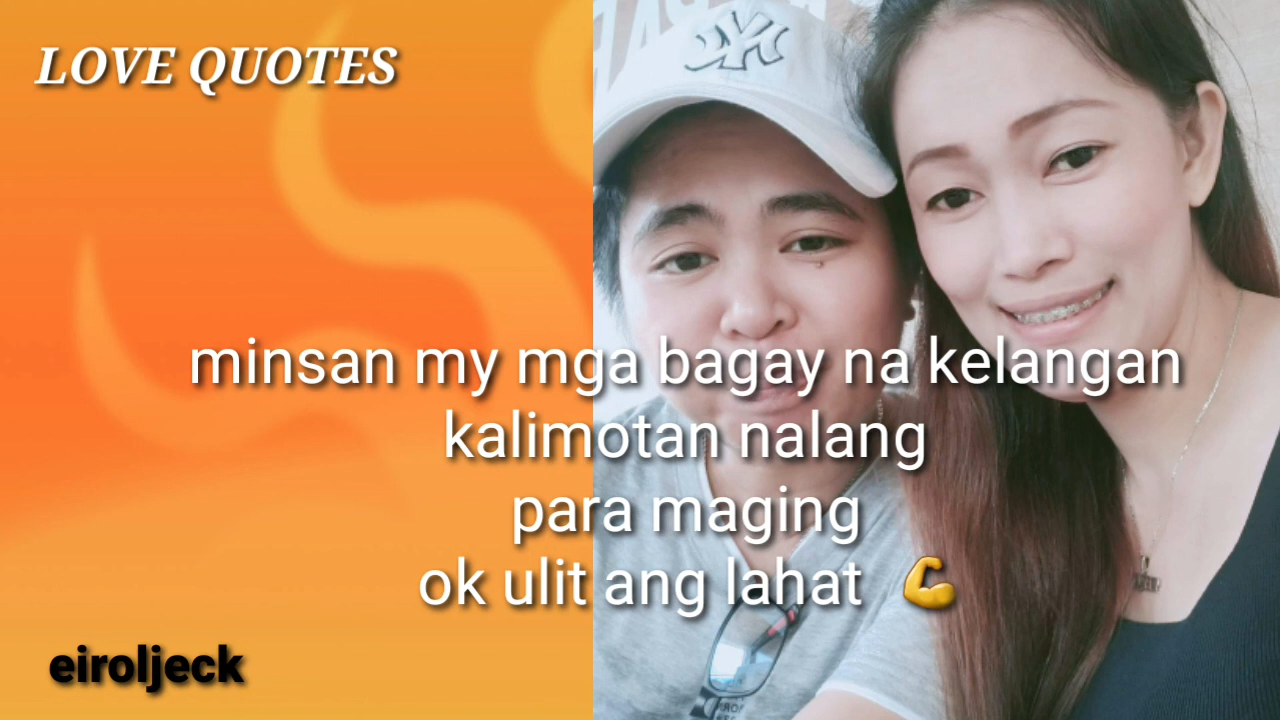 LOVE QUOTES
minsan my mga bagay na kelangan
kalimotan nalang
para maging
ok ulit ang lahat 💪
eiroljeck